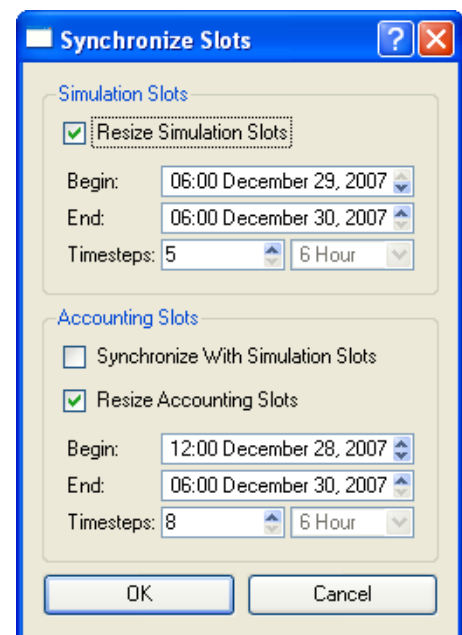 Synchronize Slots
Simulation Slots
Resize Simulation Slots
Begin: 06:00 December 29, 2007
End: 06:00 December 30, 2007
Timesteps: 5 6 Hour
Accounting Slots
Synchronize With Simulation Slots
Resize Accounting Slots
Begin: 12:00 December 28, 2007
End: 06:00 December 30, 2007
Timesteps: 8 6 Hour
OK Cancel